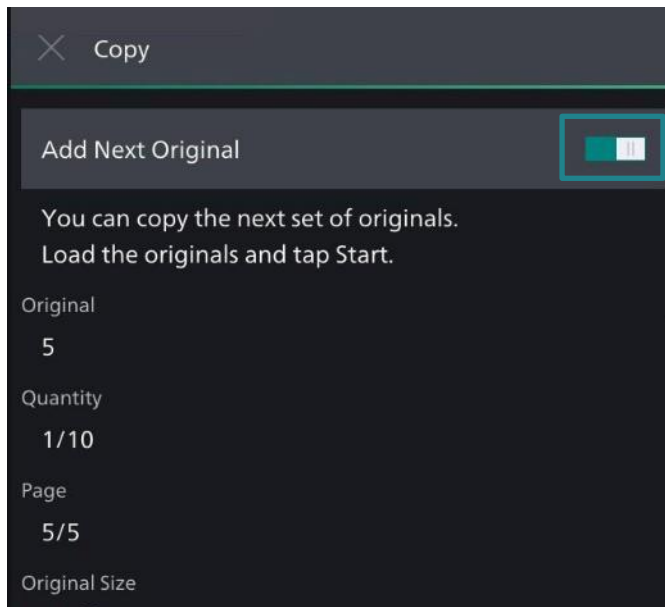 Copy
Add Next Original
You can copy the next set of originals.
Load the originals and tap Start.
Original
5
Quantity
1/10
Page
5/5
Original Size